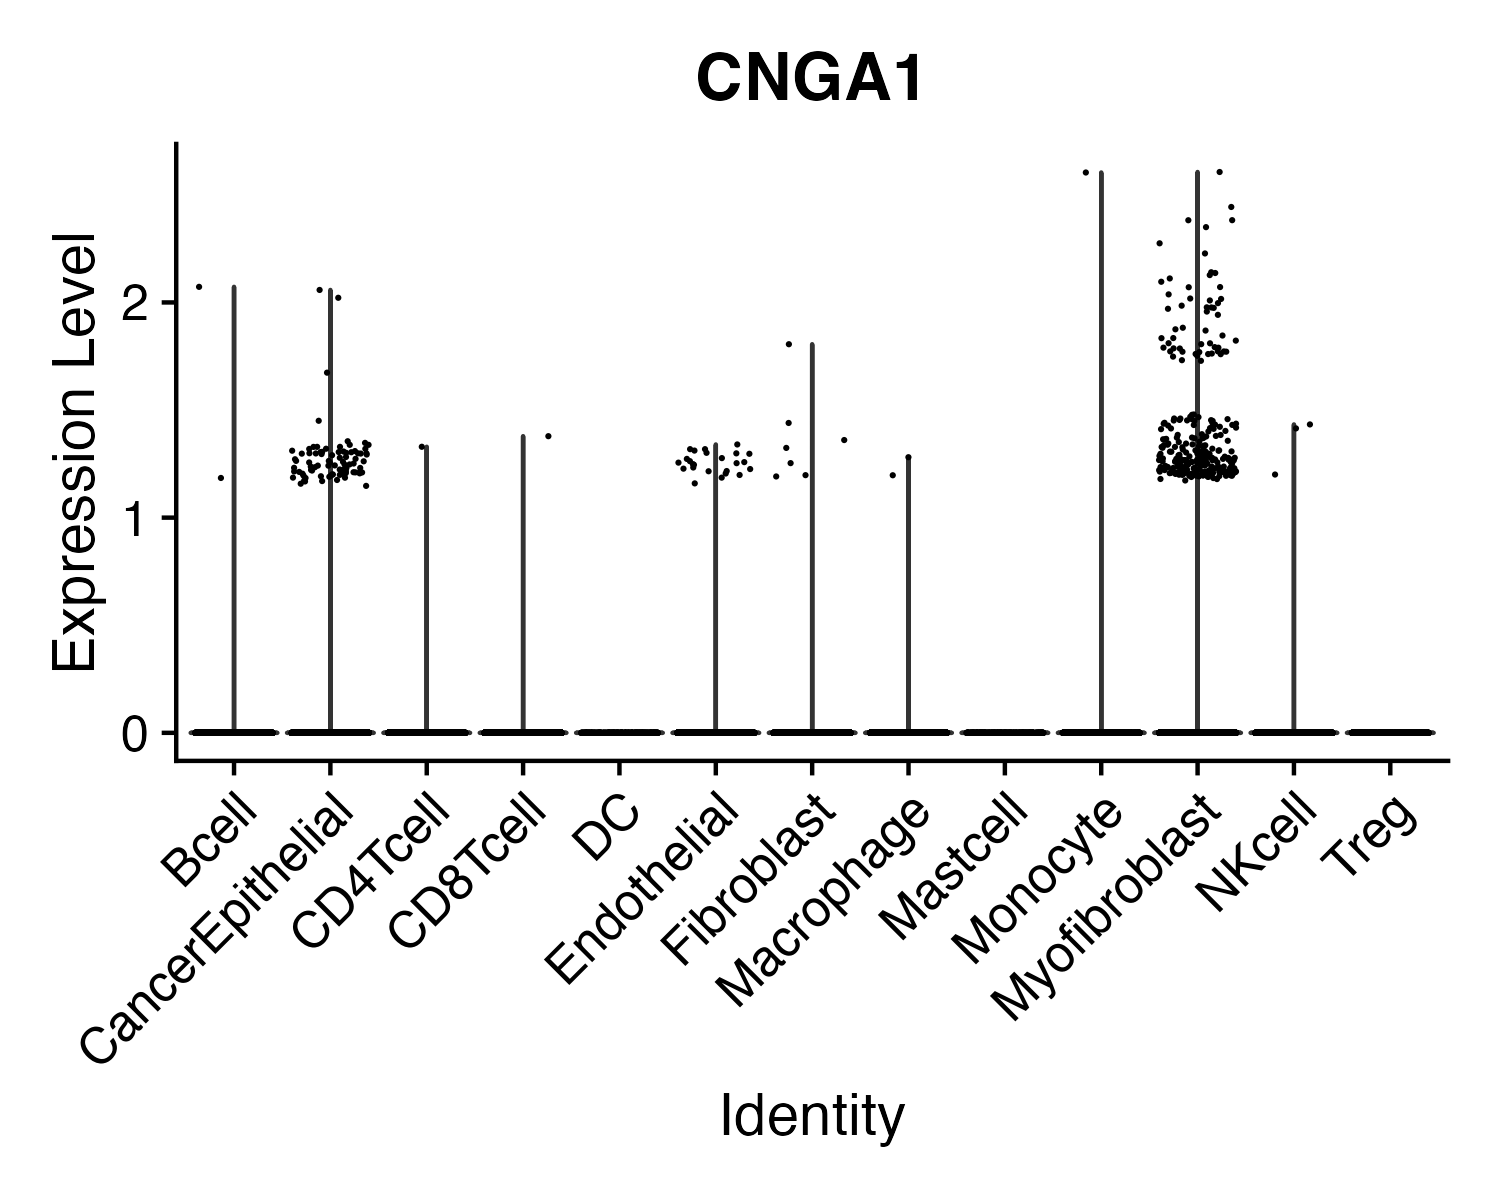 CNGA1
Expression Level
2
1
0
Bcell
CancerEpithelial
CD4Tcell
CD8Tcell
DC
Endothelial
Fibroblast
Macrophage
Mastcell
Monocyte
Myofibroblast
NKcell
Treg
Identity